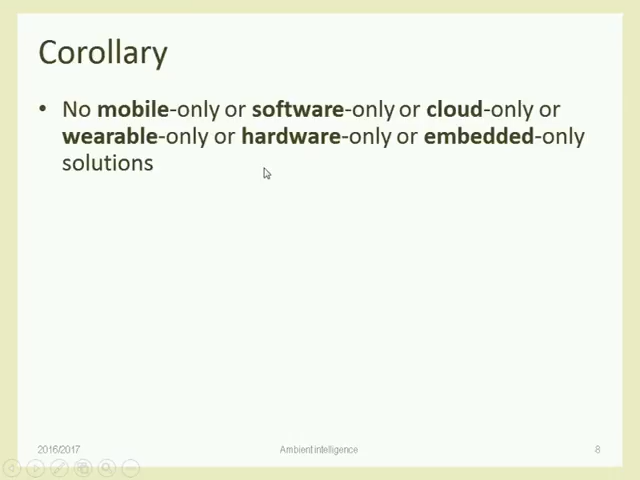 Corollary
• No mobile-only or software-only or cloud-only or
wearable-only or hardware-only or embedded-only
solutions
2016/2017
Ambient intelligence
8